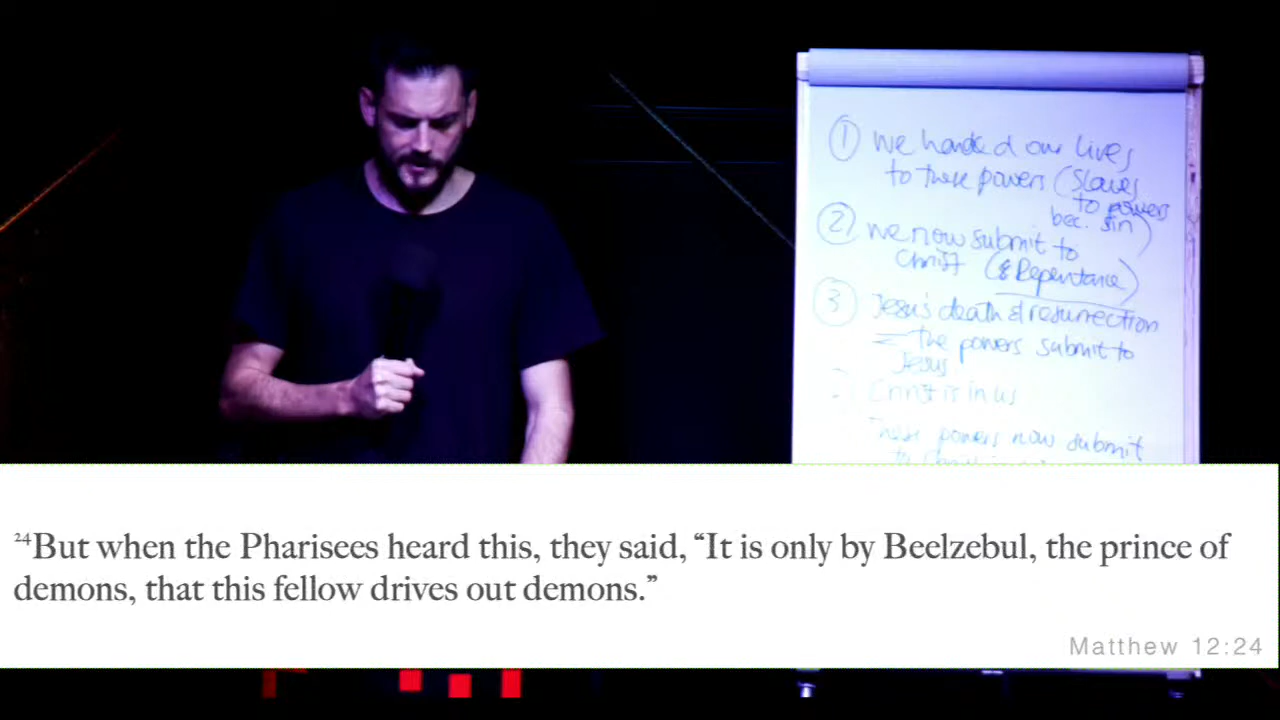 ① We handed our lives
to these powers (Slaves
to powers
bec. sin)
② We now submit to
Christ (& Repentance)
③ Jesus's death & resurrection
= The powers submit to
Jesus
Christ is in us
These powers now submit
to
²⁴But when the Pharisees heard this, they said, “It is only by Beelzebul, the prince of
demons, that this fellow drives out demons.”
Matthew 12:24